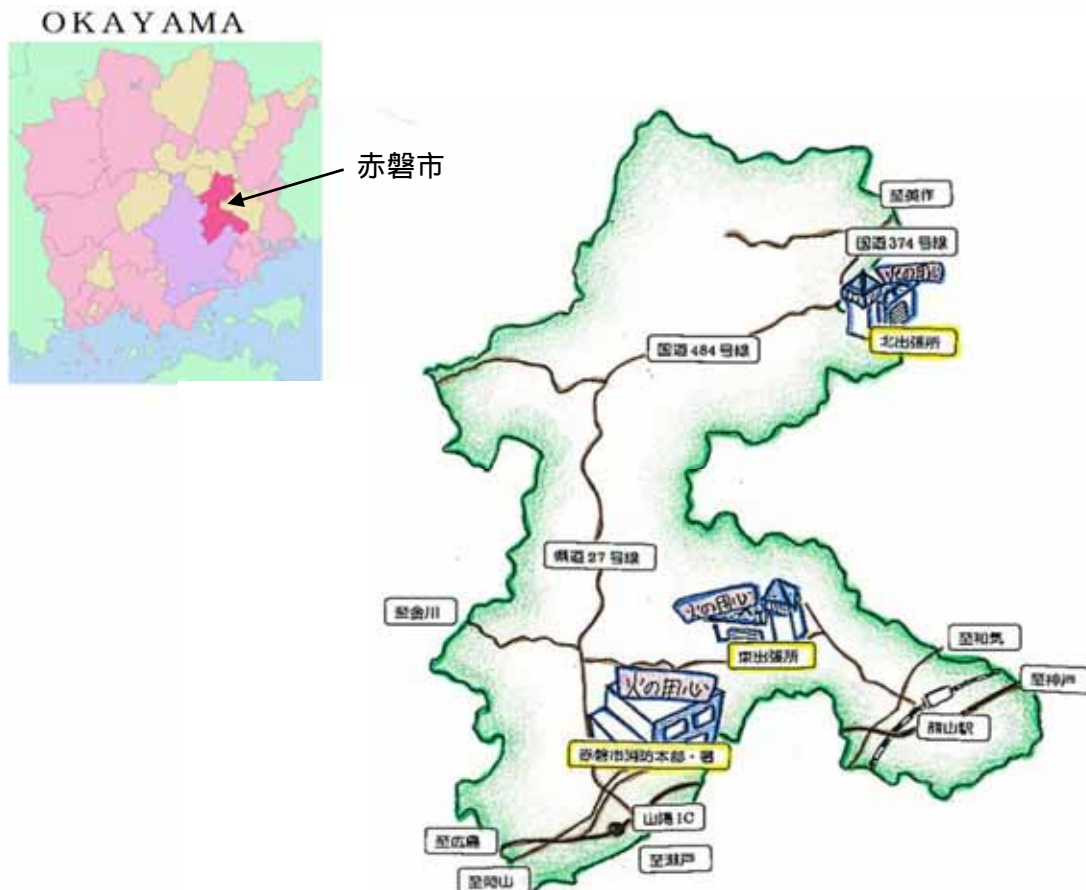 OKAYAMA
赤磐市
至美作
国道374号線
火の用心
北出張所
国道484号線
県道27号線
至金川
火の用心
東出張所
至和気
至神戸
熊山駅
火の用心
赤磐市消防本部・署
山陽IC
至広島
至瀬戸
至岡山